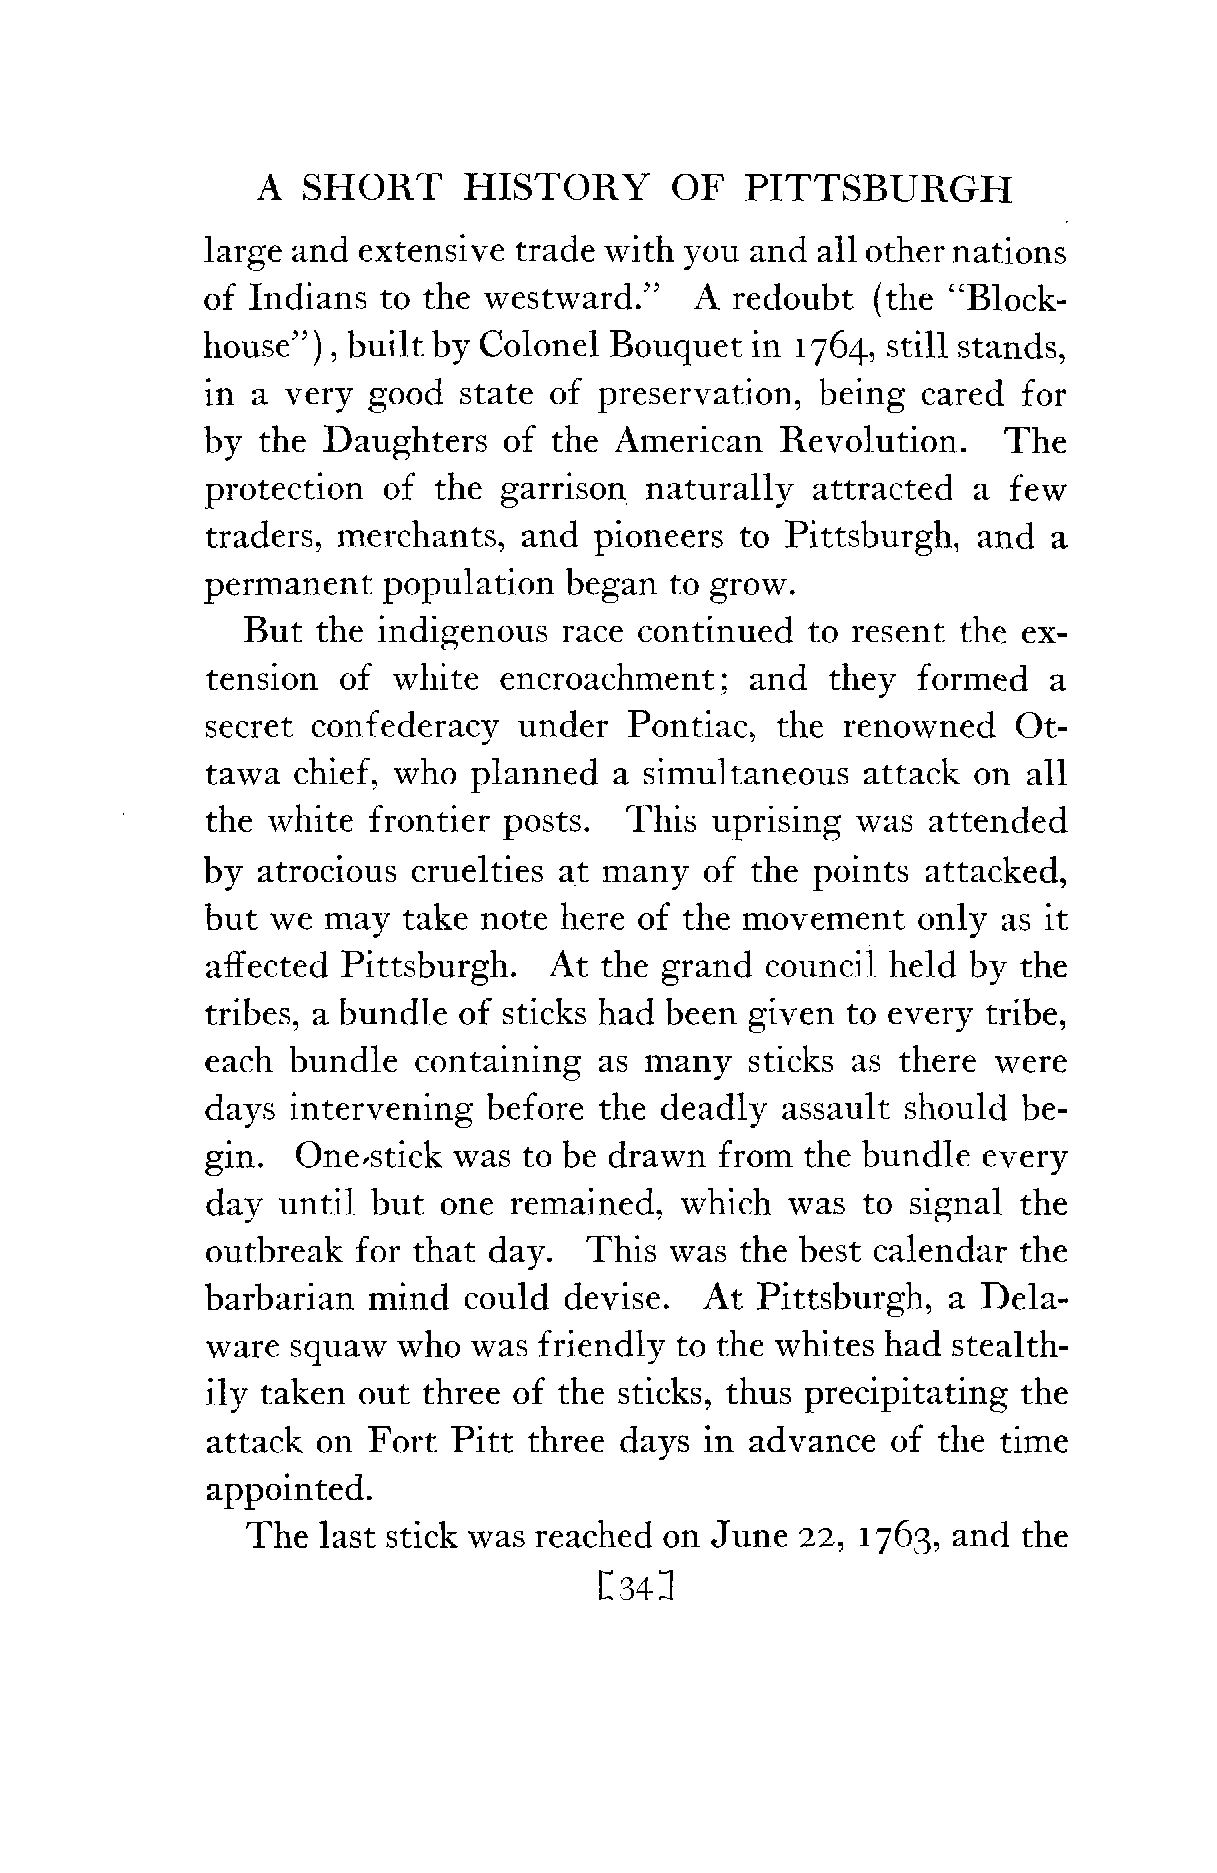 A SHORT HISTORY OF PITTSBURGH
large and extensive trade with you and all other nations
of Indians to the westward.” A redoubt (the “Block-
house”), built by Colonel Bouquet in 1764, still stands,
in a very good state of preservation, being cared for
by the Daughters of the American Revolution. The
protection of the garrison naturally attracted a few
traders, merchants, and pioneers to Pittsburgh, and a
permanent population began to grow.
But the indigenous race continued to resent the ex-
tension of white encroachment; and they formed a
secret confederacy under Pontiac, the renowned Ot-
tawa chief, who planned a simultaneous attack on all
the white frontier posts. This uprising was attended
by atrocious cruelties at many of the points attacked,
but we may take note here of the movement only as it
affected Pittsburgh. At the grand council held by the
tribes, a bundle of sticks had been given to every tribe,
each bundle containing as many sticks as there were
days intervening before the deadly assault should be-
gin. One stick was to be drawn from the bundle every
day until but one remained, which was to signal the
outbreak for that day. This was the best calendar the
barbarian mind could devise. At Pittsburgh, a Dela-
ware squaw who was friendly to the whites had stealth-
ily taken out three of the sticks, thus precipitating the
attack on Fort Pitt three days in advance of the time
appointed.
The last stick was reached on June 22, 1763, and the
[34]